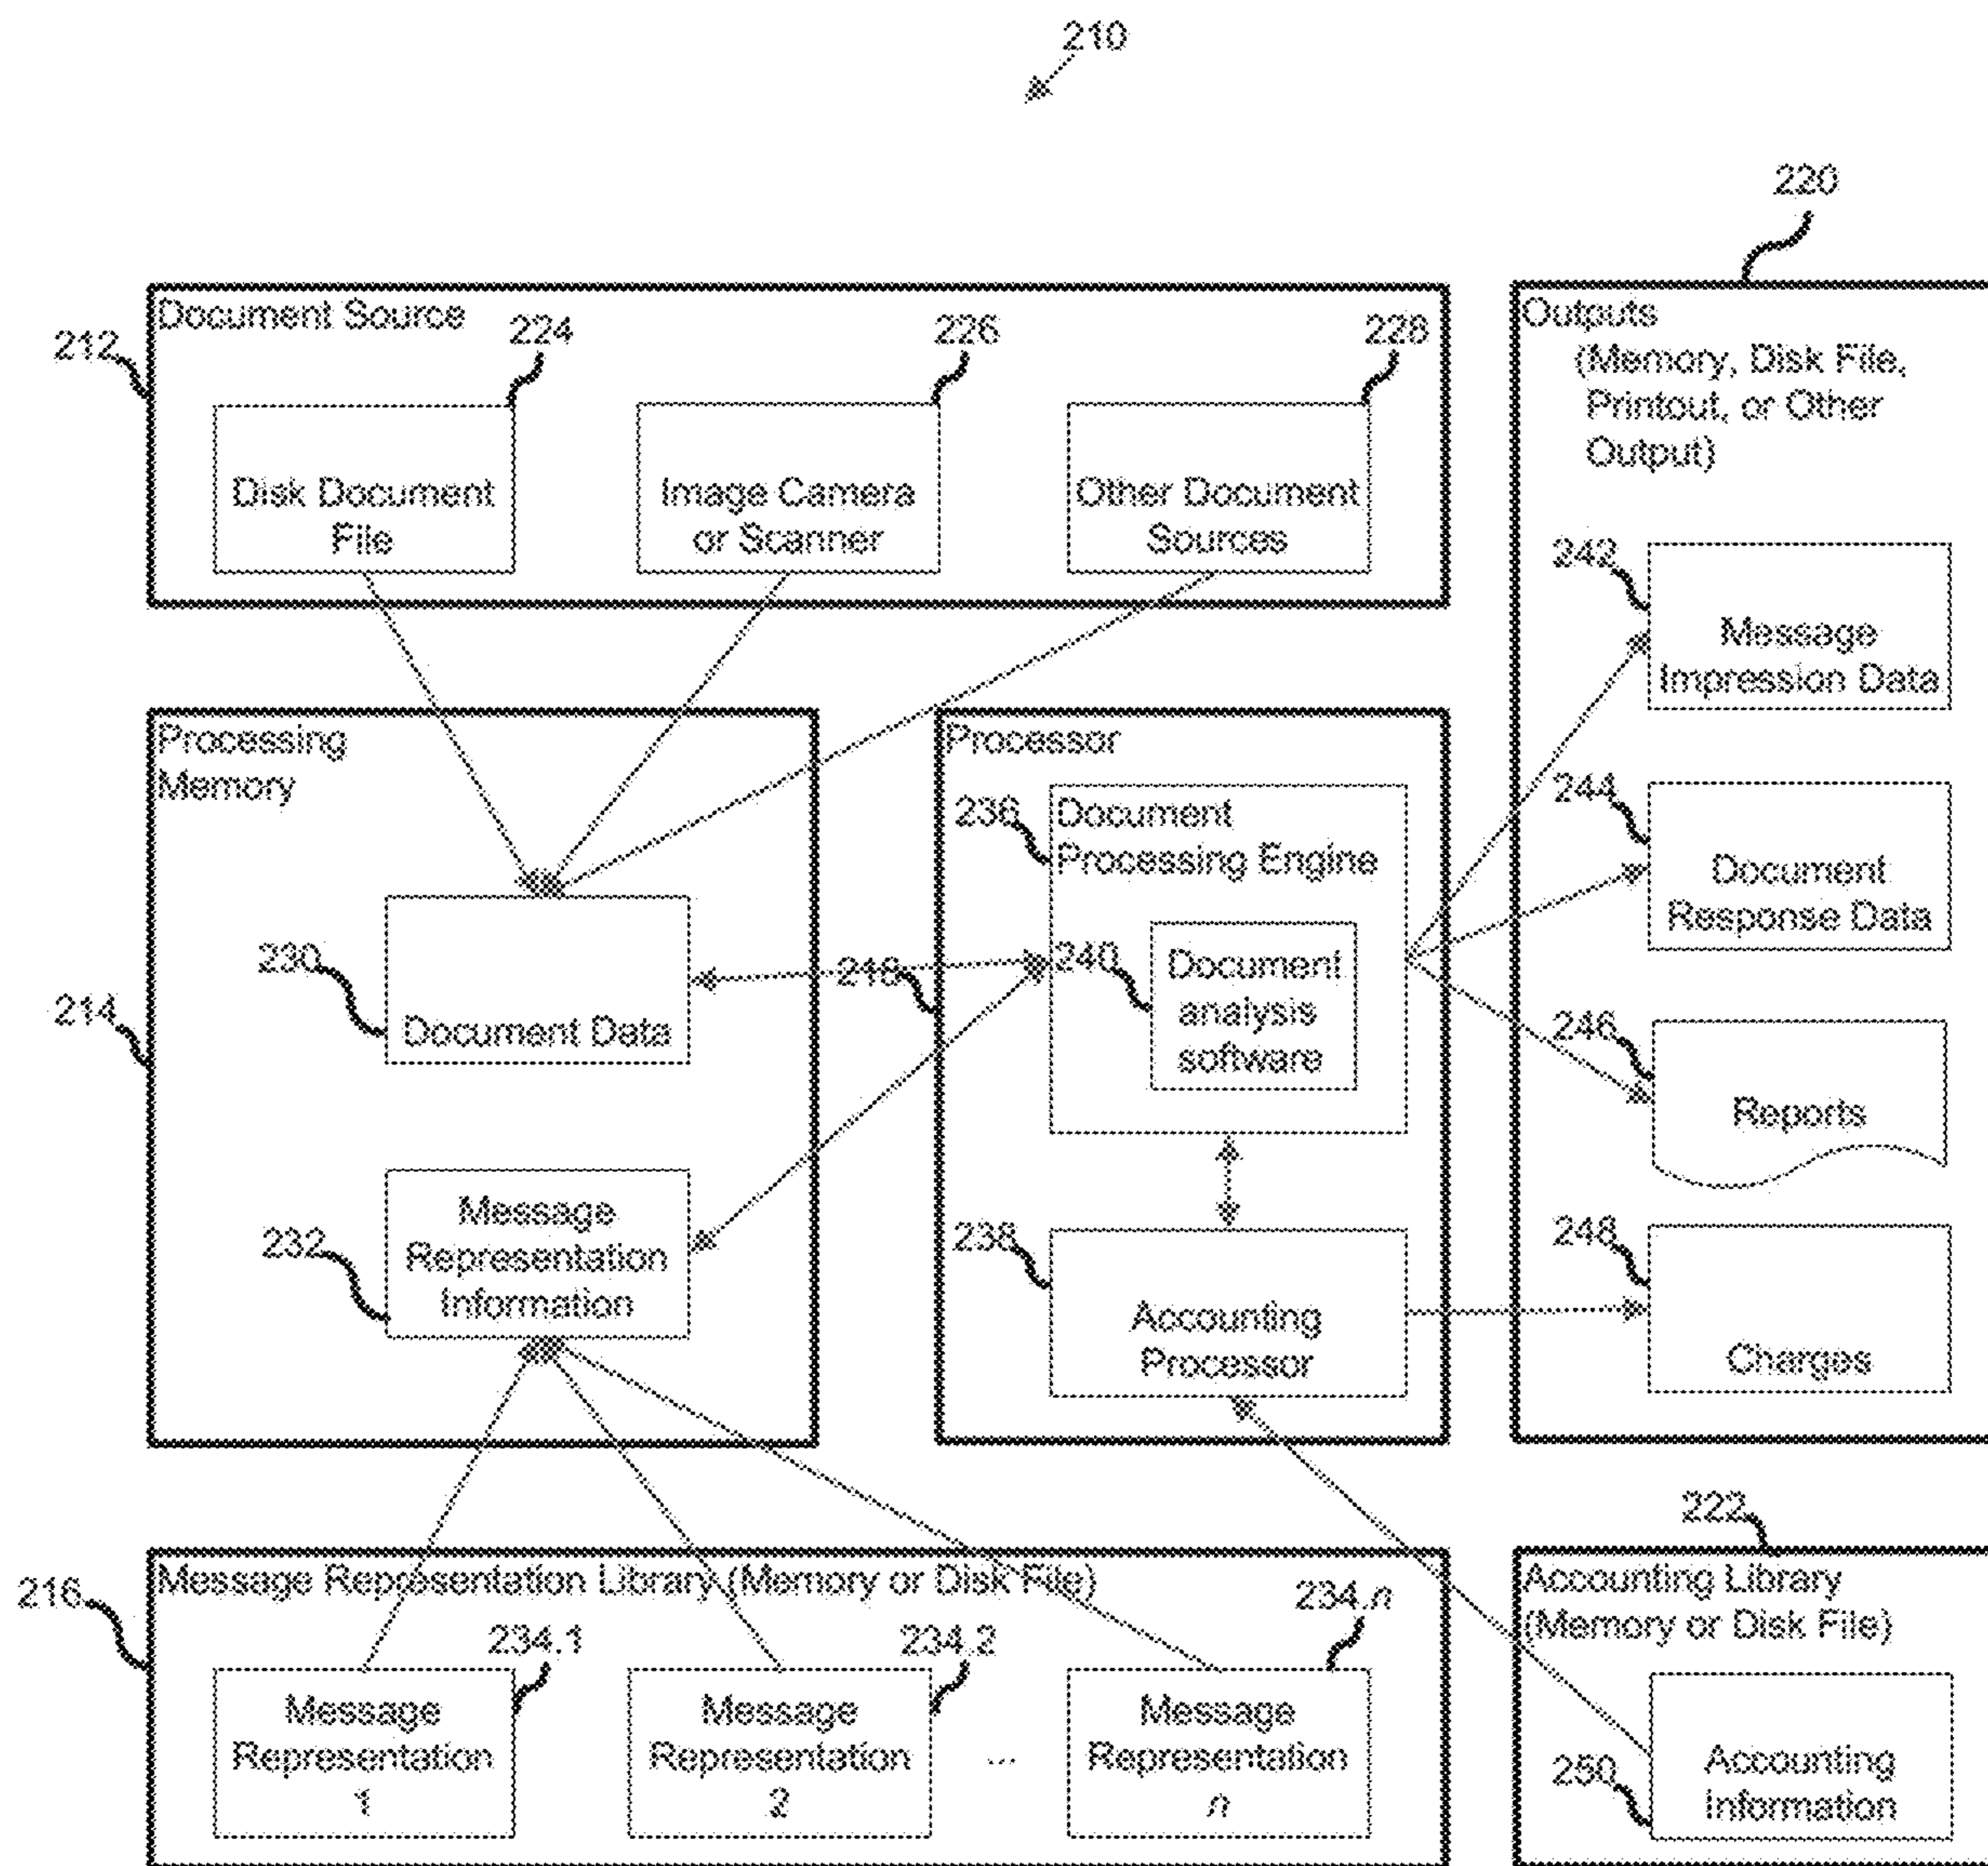 210
220
Document Source
212
224
226
228
Disk Document
File
Image Camera
or Scanner
Other Document
Sources
Outputs
(Memory, Disk File,
Printout, or Other
Output)
242
Message
Impression Data
244
Document
Response Data
246
Reports
248
Charges
Processing
Memory
214
230
Document Data
232
Message
Representation
Information
Processor
218
236
Document
Processing Engine
240
Document
analysis
software
238
Accounting
Processor
216
Message Representation Library (Memory or Disk File)
234.1
234.2
234.n
Message
Representation
1
Message
Representation
2
...
Message
Representation
n
222
Accounting Library
(Memory or Disk File)
250
Accounting
Information